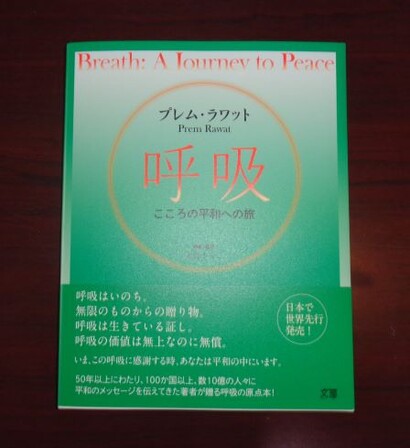 Breath: A Journey to Peace
プレム・ラワット
Prem Rawat
呼吸
こころの平和への旅
呼吸はいのち。
無限のものからの贈り物。
呼吸は生きている証し。
呼吸の価値は無上なのに無償。
いま、この呼吸に感謝する時、あなたは平和の中にいます。
50年以上にわたり、100か国以上、数10億の人々に
平和のメッセージを伝えてきた著者が贈る呼吸の原点本!
日本で
世界先行
発売!
文屋